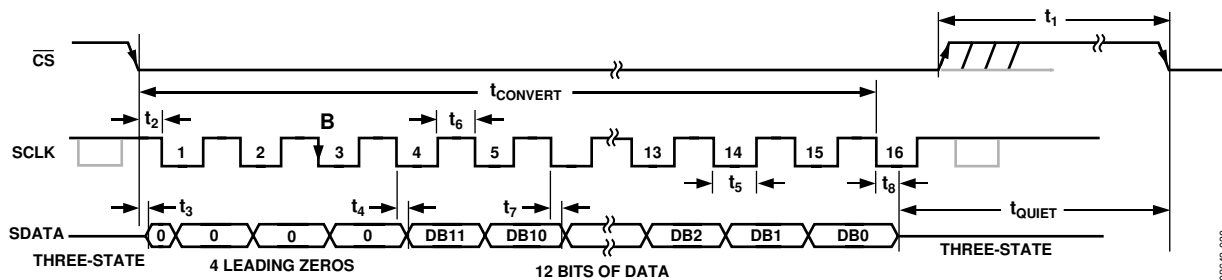 t1
CS
tCONVERT
t2
B
t6
SCLK
1 2 3 4 5 13 14 15 16
t3
t4
t7
t5
t8
tQUIET
SDATA
0 0 0 0 DB11 DB10 DB2 DB1 DB0
THREE-STATE
4 LEADING ZEROS
12 BITS OF DATA
THREE-STATE